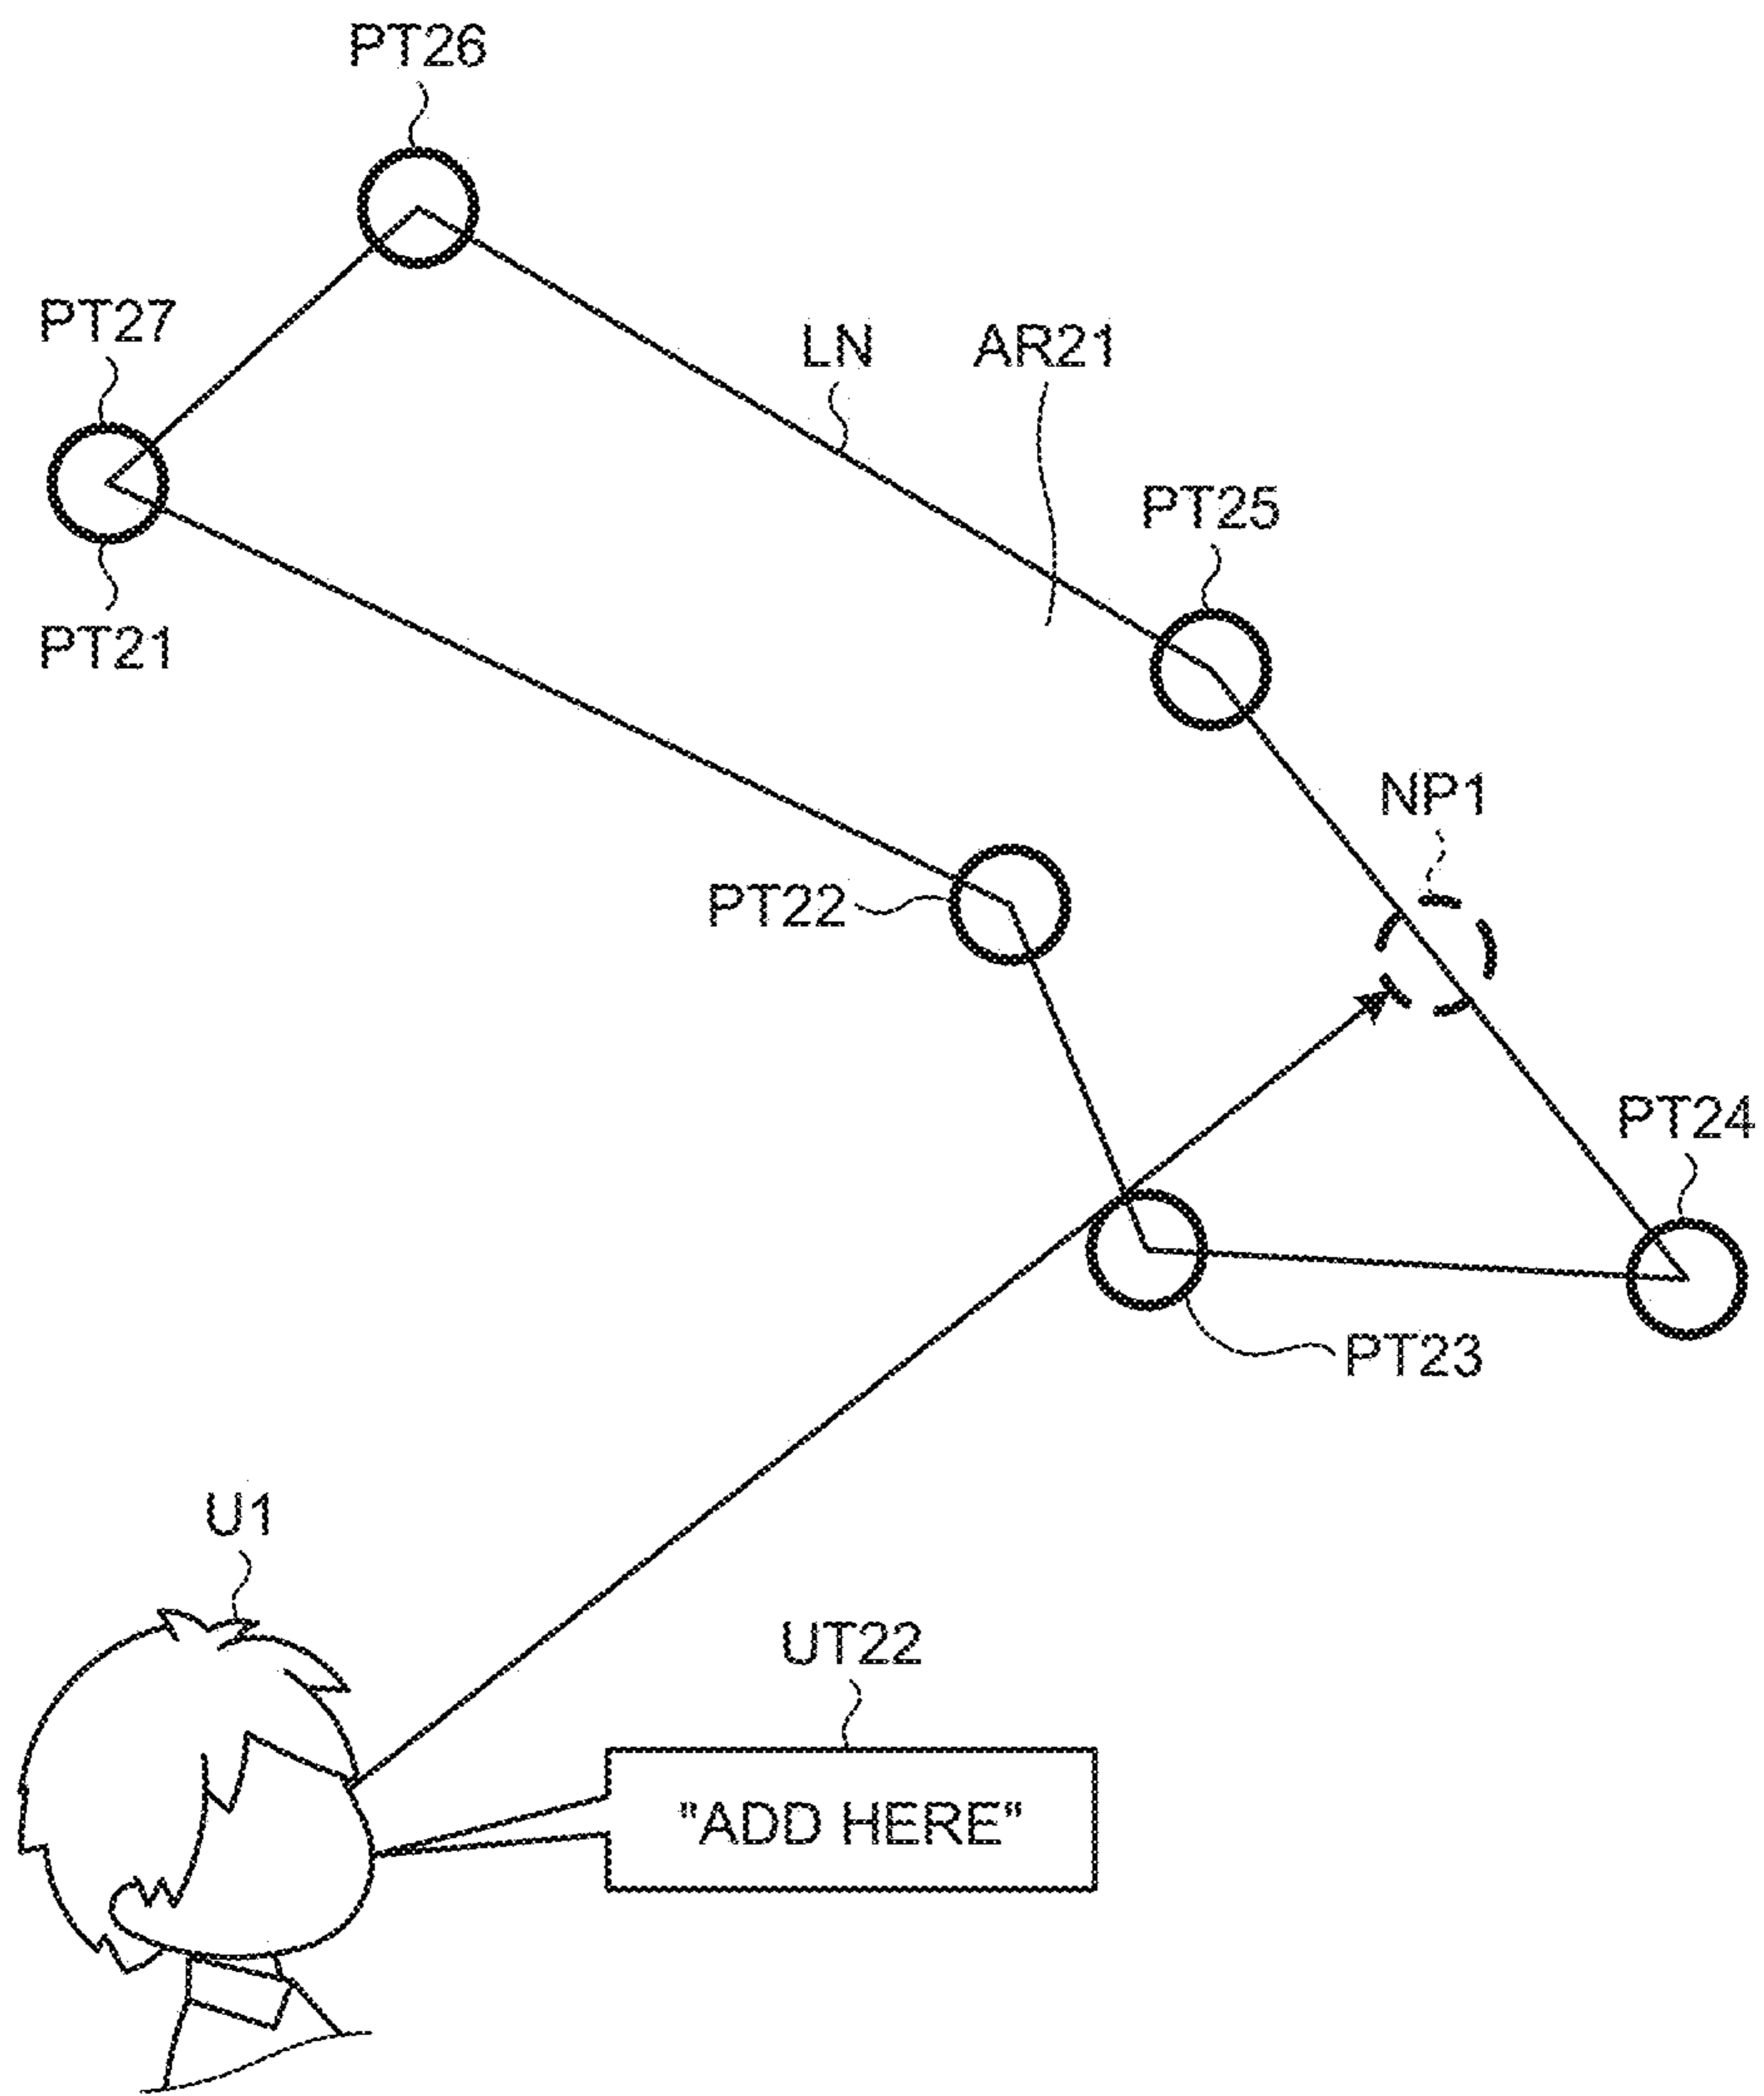 PT26
PT27
LN
AR21
PT25
PT21
NP1
PT22
PT24
PT23
U1
UT22
"ADD HERE"